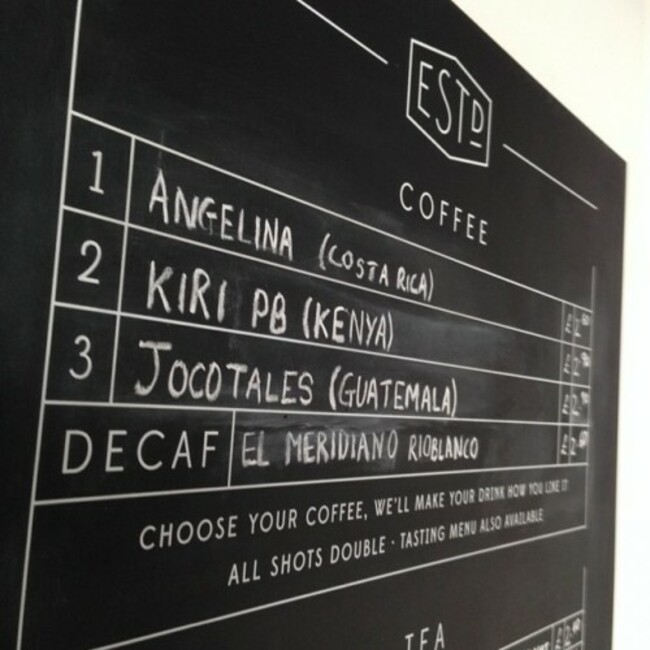 ESTD
COFFEE
1 ANGELINA (COSTA RICA)
2 KIRI PB (KENYA)
3 JOCOTALES (GUATEMALA)
DECAF EL MERIDIANO RIOBLANCO
CHOOSE YOUR COFFEE, WE'LL MAKE YOUR DRINK HOW YOU LIKE IT
ALL SHOTS DOUBLE · TASTING MENU ALSO AVAILABLE
TEA